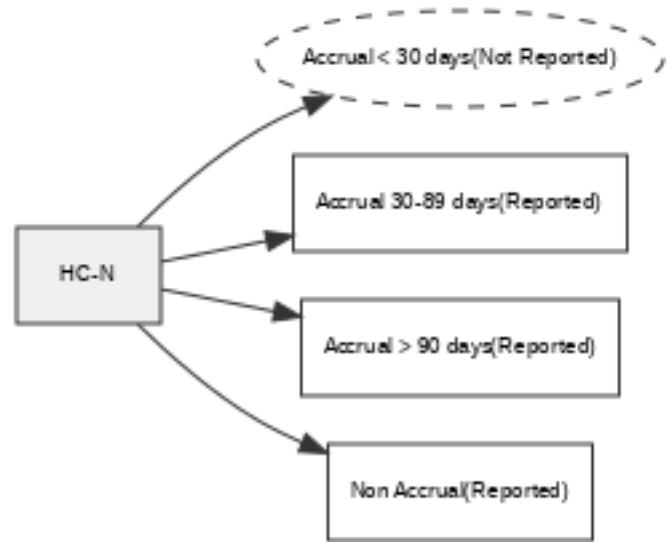 Accrual < 30 days(Not Reported)
Accrual 30-89 days(Reported)
HC-N
Accrual > 90 days(Reported)
Non Accrual(Reported)